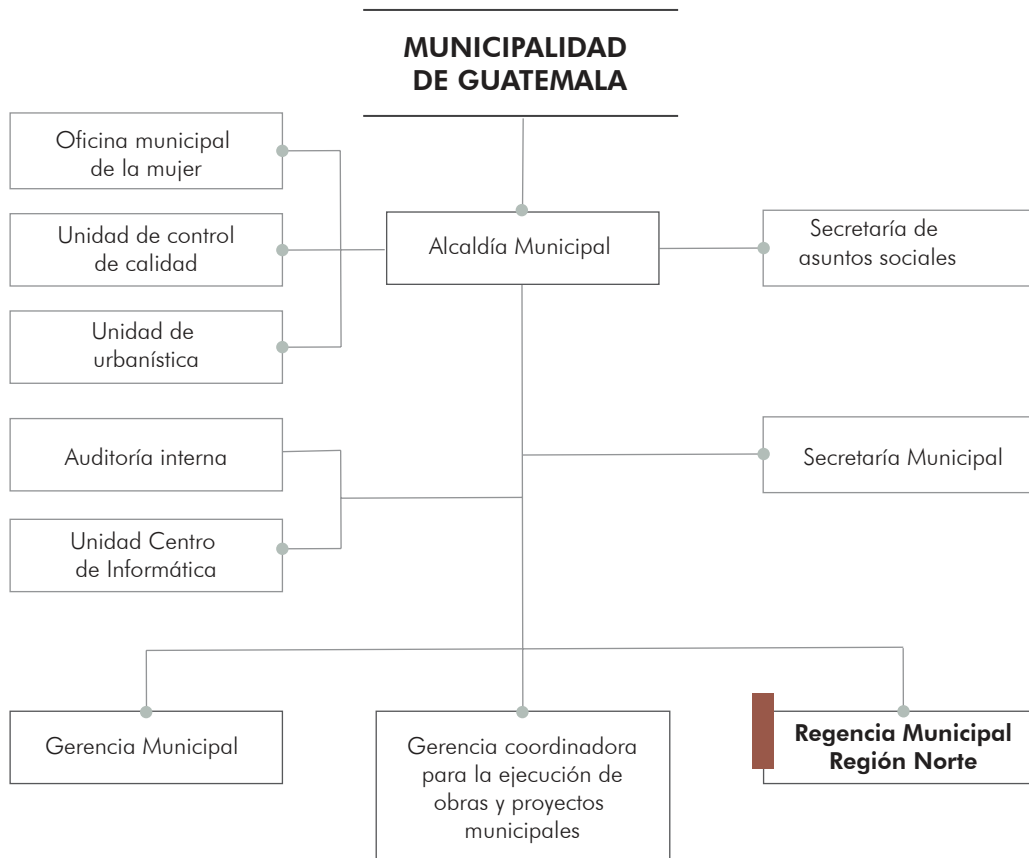 MUNICIPALIDAD
DE GUATEMALA
Oficina municipal
de la mujer
Unidad de control
de calidad
Unidad de
urbanística
Alcaldía Municipal
Secretaría de
asuntos sociales
Auditoría interna
Unidad Centro
de Informática
Secretaría Municipal
Gerencia Municipal
Gerencia coordinadora
para la ejecución de
obras y proyectos
municipales
Regencia Municipal
Región Norte